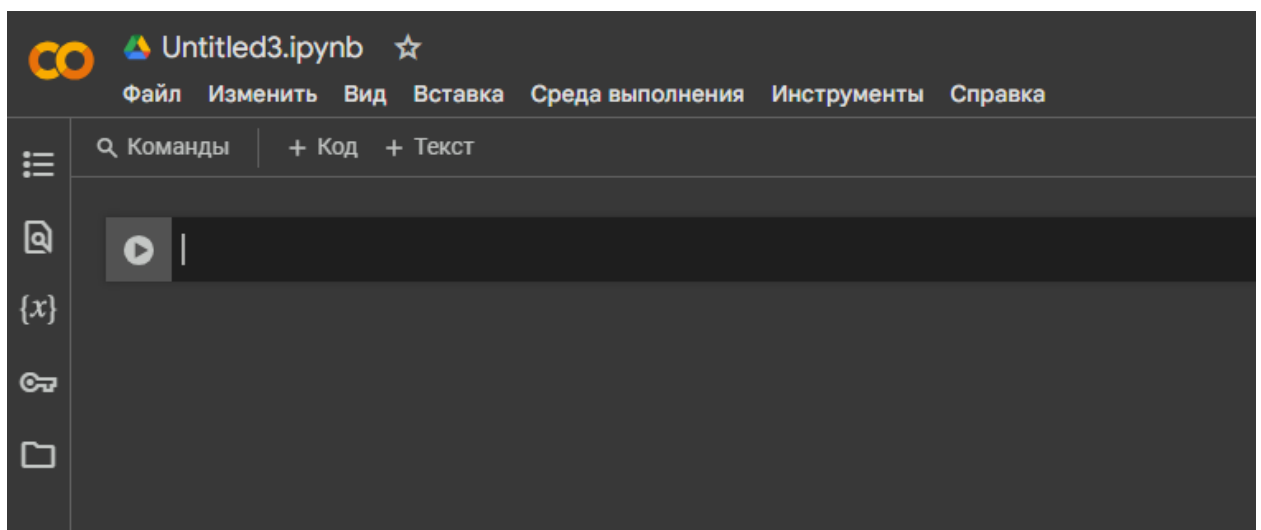 CO Untitled3.ipynb
Файл Изменить Вид Вставка Среда выполнения Инструменты Справка
Команды + Код + Текст
{x}